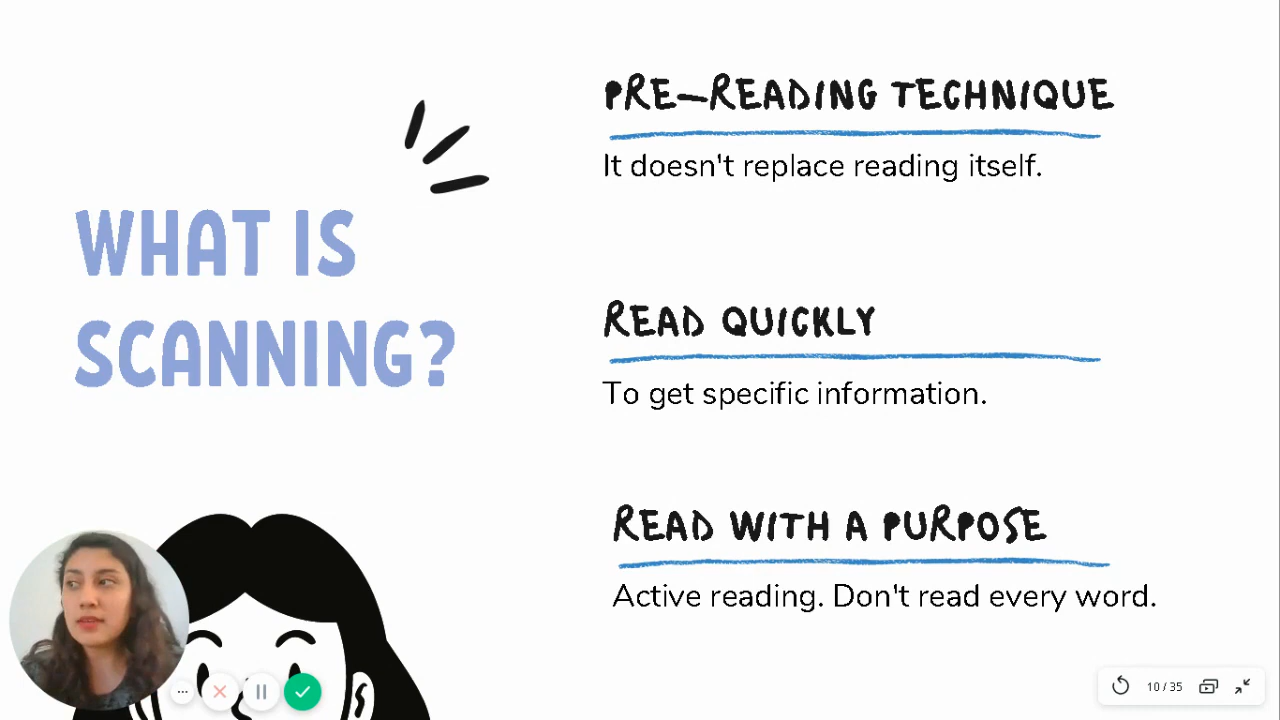 WHAT IS
SCANNING?
PRE-READING TECHNIQUE
It doesn't replace reading itself.
READ QUICKLY
To get specific information.
READ WITH A PURPOSE
Active reading. Don't read every word.
10 / 35